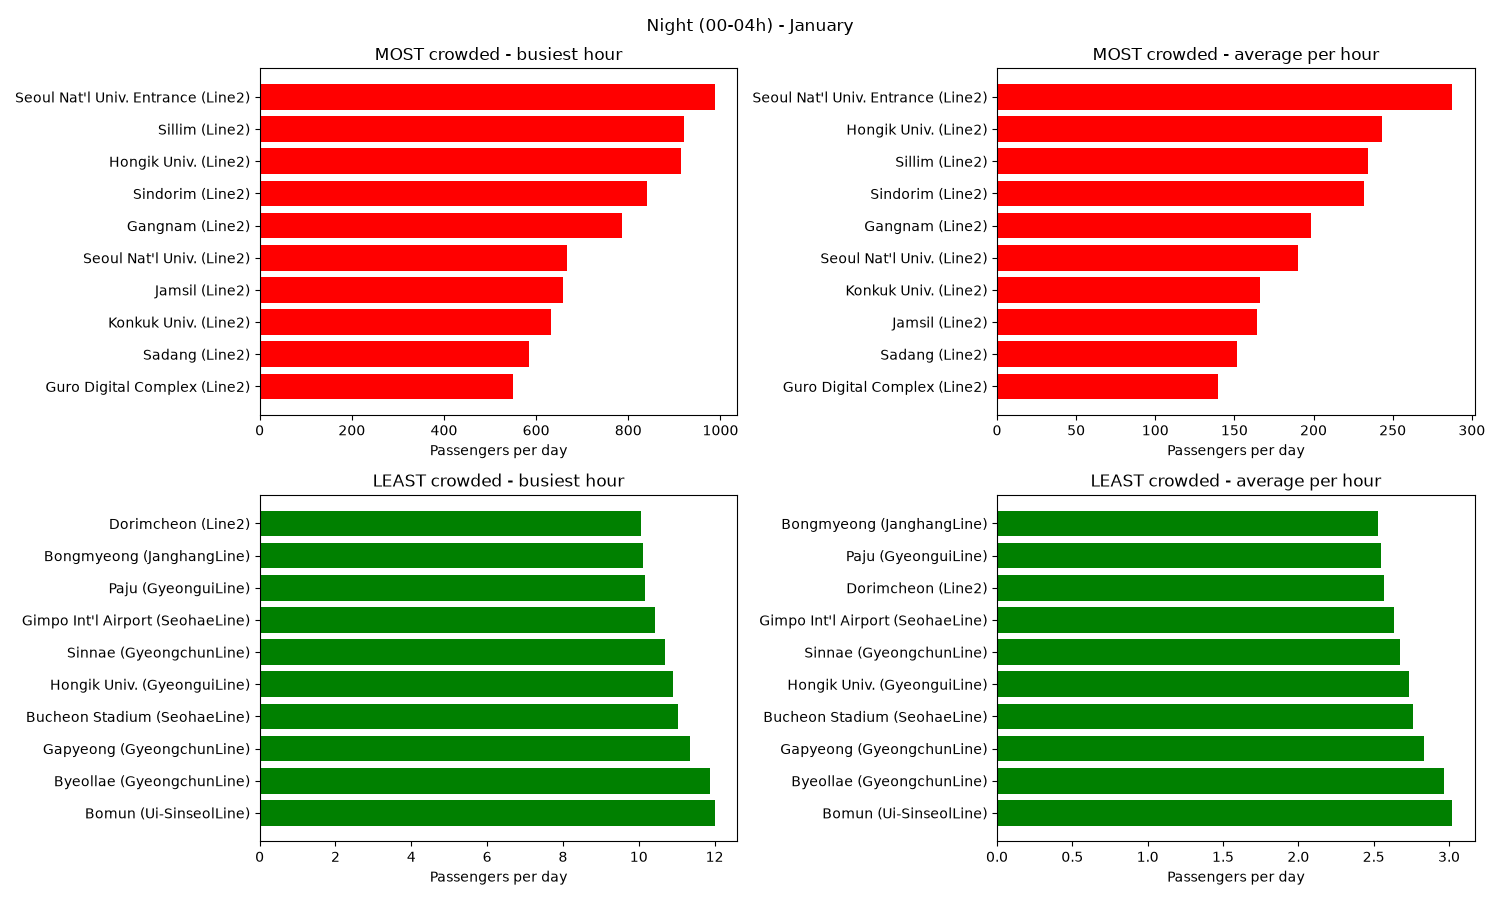 Night (00-04h) - January
MOST crowded - busiest hour
Seoul Nat'l Univ. Entrance (Line2)
Sillim (Line2)
Hongik Univ. (Line2)
Sindorim (Line2)
Gangnam (Line2)
Seoul Nat'l Univ. (Line2)
Jamsil (Line2)
Konkuk Univ. (Line2)
Sadang (Line2)
Guro Digital Complex (Line2)
0 200 400 600 800 1000
Passengers per day
MOST crowded - average per hour
Seoul Nat'l Univ. Entrance (Line2)
Hongik Univ. (Line2)
Sillim (Line2)
Sindorim (Line2)
Gangnam (Line2)
Seoul Nat'l Univ. (Line2)
Konkuk Univ. (Line2)
Jamsil (Line2)
Sadang (Line2)
Guro Digital Complex (Line2)
0 50 100 150 200 250 300
Passengers per day
LEAST crowded - busiest hour
Dorimcheon (Line2)
Bongmyeong (JanghangLine)
Paju (GyeonguiLine)
Gimpo Int'l Airport (SeohaeLine)
Sinnae (GyeongchunLine)
Hongik Univ. (GyeonguiLine)
Bucheon Stadium (SeohaeLine)
Gapyeong (GyeongchunLine)
Byeollae (GyeongchunLine)
Bomun (Ui-SinseolLine)
0 2 4 6 8 10 12
Passengers per day
LEAST crowded - average per hour
Bongmyeong (JanghangLine)
Paju (GyeonguiLine)
Dorimcheon (Line2)
Gimpo Int'l Airport (SeohaeLine)
Sinnae (GyeongchunLine)
Hongik Univ. (GyeonguiLine)
Bucheon Stadium (SeohaeLine)
Gapyeong (GyeongchunLine)
Byeollae (GyeongchunLine)
Bomun (Ui-SinseolLine)
0.0 0.5 1.0 1.5 2.0 2.5 3.0
Passengers per day